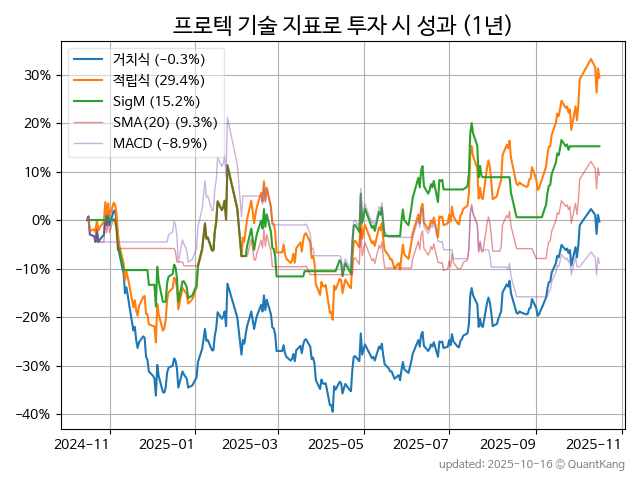 프로텍 기술 지표로 투자 시 성과 (1년)
거치식 (−0.3%)
적립식 (29.4%)
SigM (15.2%)
SMA(20) (9.3%)
MACD (−8.9%)
30%
20%
10%
0%
−10%
−20%
−30%
−40%
2024-11 2025-01 2025-03 2025-05 2025-07 2025-09 2025-11
updated: 2025-10-16 © QuantKang